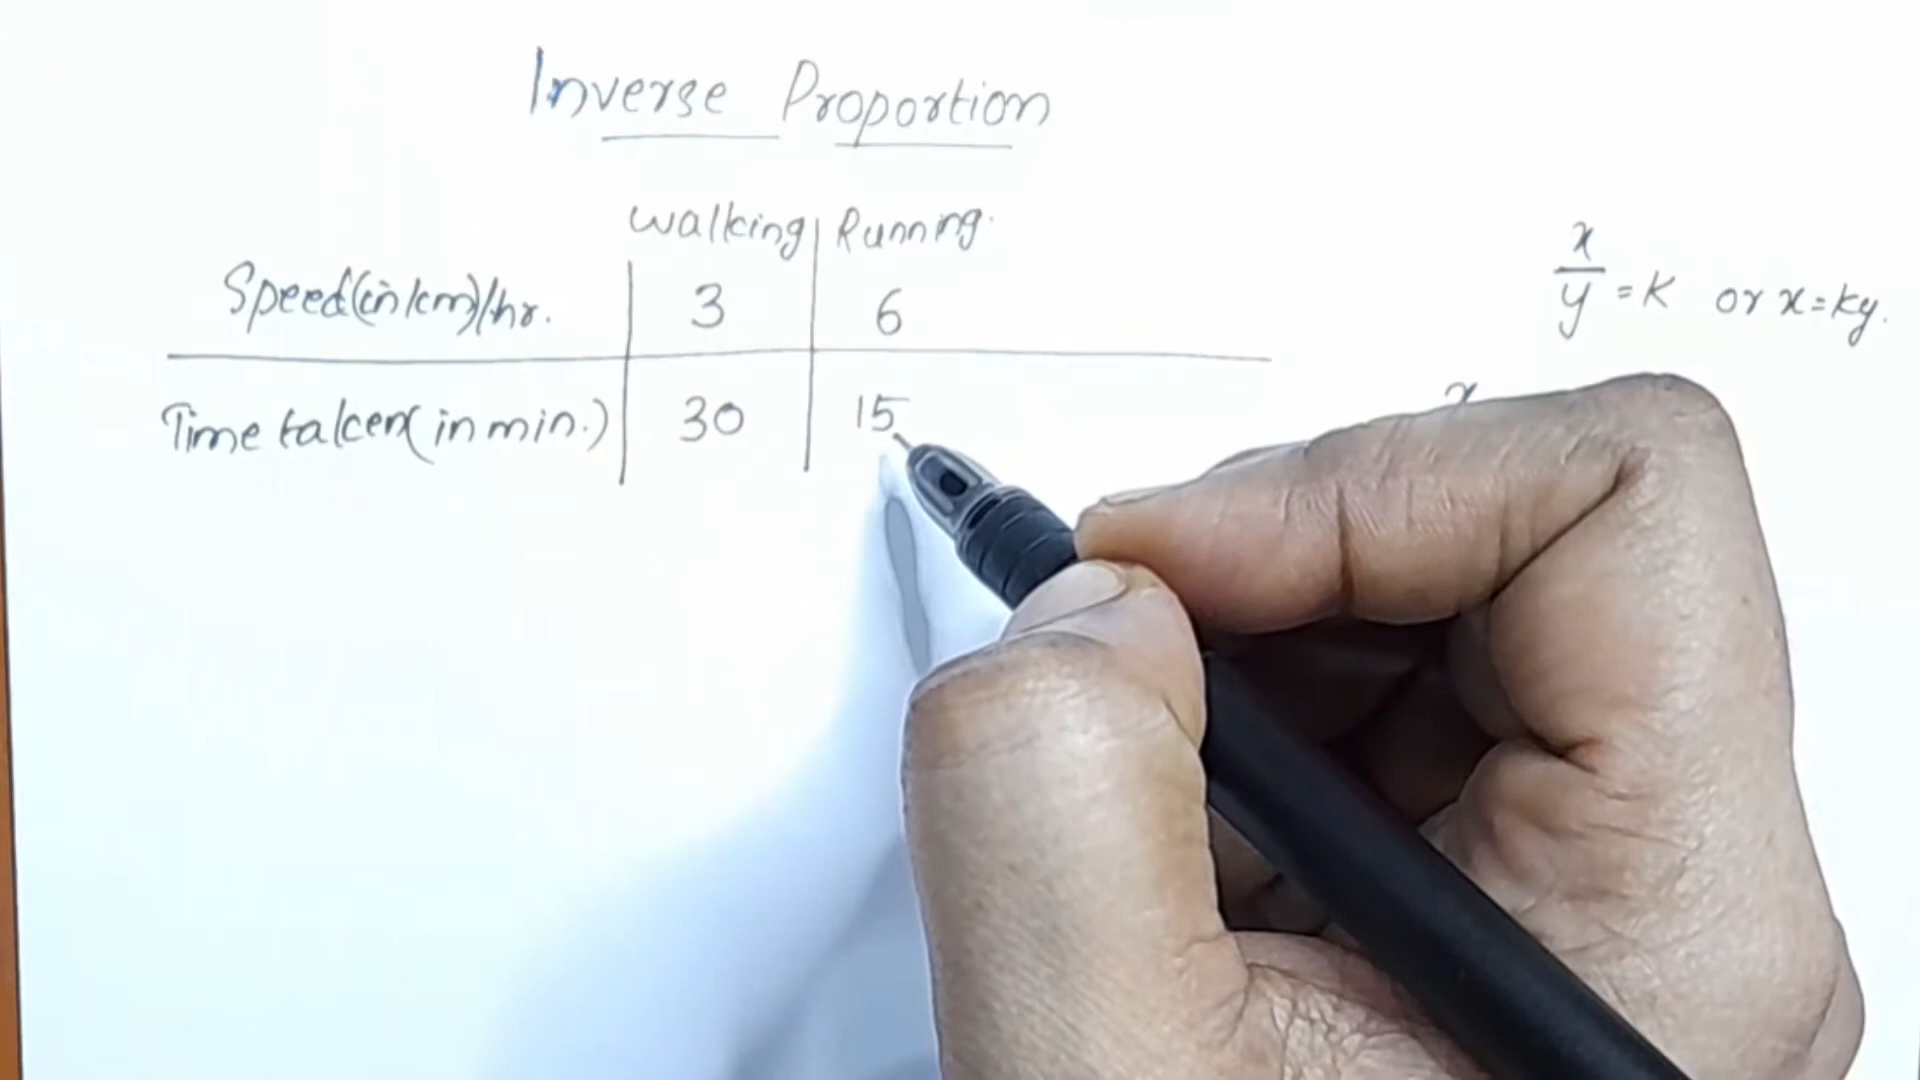 Inverse Proportion
Walking Running.
Speed(in km)/hr. 3 6
Time taken(in min.) 30 15
x/y = K or x = ky.
x